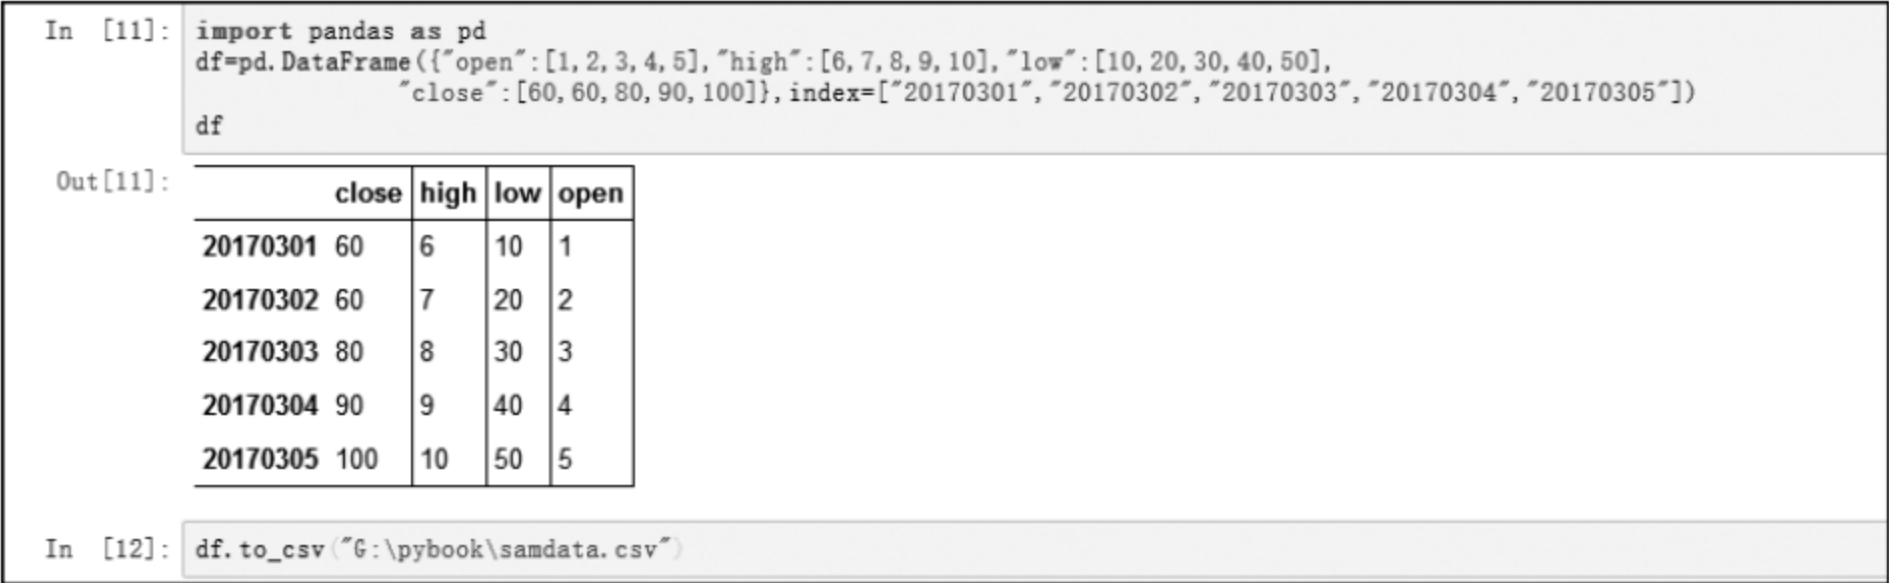 In [11]: import pandas as pd
df=pd.DataFrame({"open":[1,2,3,4,5],"high":[6,7,8,9,10],"low":[10,20,30,40,50],
"close":[60,60,80,90,100]},index=["20170301","20170302","20170303","20170304","20170305"])
df
Out[11]:
close high low open
20170301 60 6 10 1
20170302 60 7 20 2
20170303 80 8 30 3
20170304 90 9 40 4
20170305 100 10 50 5
In [12]: df.to_csv("G:\pybook\samdata.csv")